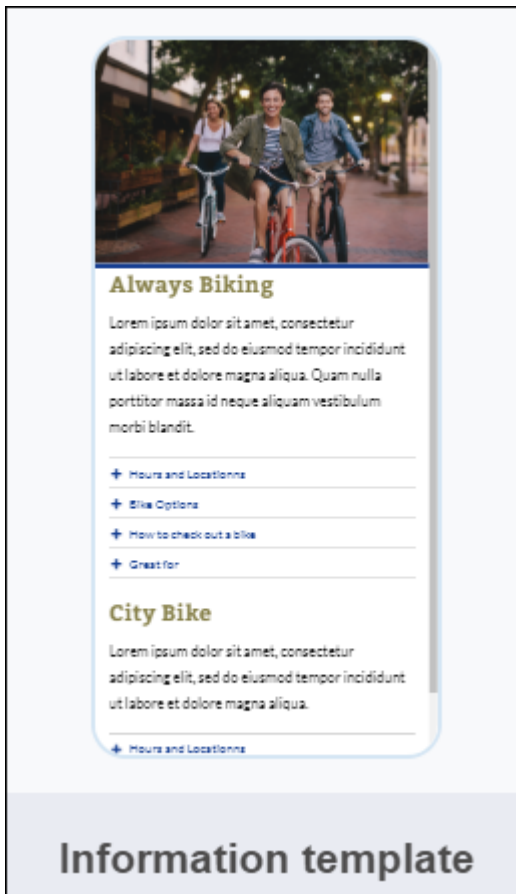 Always Biking
Lorem ipsum dolor sit amet, consectetur
adipiscing elit, sed do eiusmod tempor incididunt
ut labore et dolore magna aliqua. Quam nulla
porttitor massa id neque aliquam vestibulum
morbi blandit.
+ Hours and Locationns
+ Bike Options
+ How to check out a bike
+ Great for
City Bike
Lorem ipsum dolor sit amet, consectetur
adipiscing elit, sed do eiusmod tempor incididunt
ut labore et dolore magna aliqua.
+ Hours and Locationns
Information template